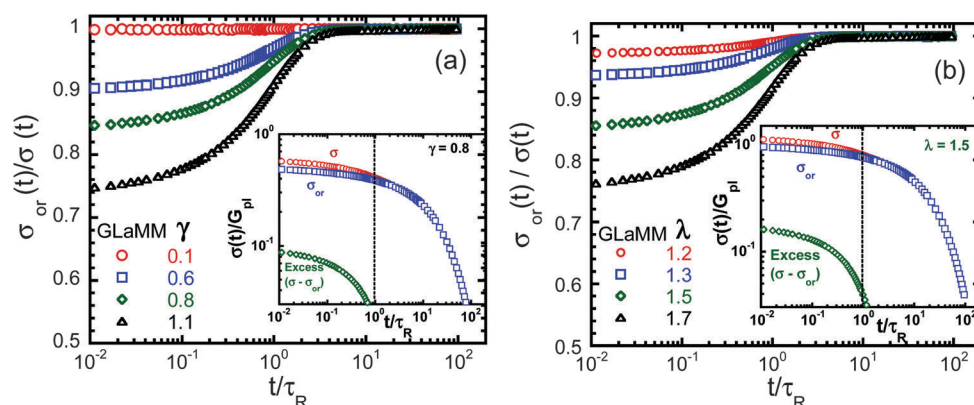 (a)
σor(t)/σ(t)
1
0.9
0.8
0.7
0.6
0.5
10-2 10-1 100 101 102
t/τR
GLaMM γ
0.1
0.6
0.8
1.1
γ = 0.8
σ
σor
Excess
(σ - σor)
σ(t)/Gpl
100
10-1
10-2 10-1 100 101 102
t/τR
(b)
σor(t) / σ(t)
1
0.9
0.8
0.7
0.6
0.5
10-2 10-1 100 101 102
t/τR
GLaMM λ
1.2
1.3
1.5
1.7
λ = 1.5
σ
σor
Excess
(σ - σor)
σ(t)/Gpl
100
10-1
10-2 10-1 100 101 102
t/τR